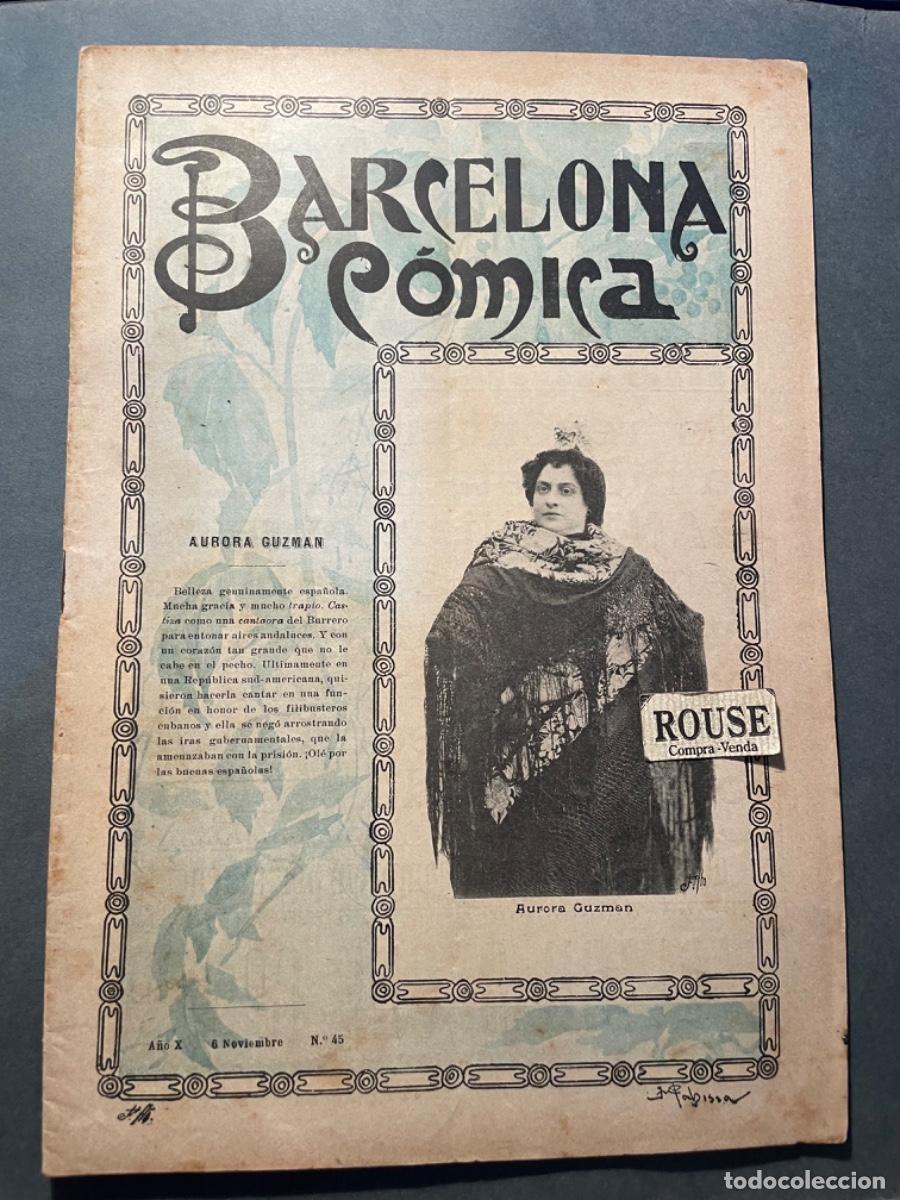 BARCELONA
CÓMICA
AURORA GUZMAN
Belleza genuinamente española.
Mucha gracia y mucho trapío. Cas-
tiza como una cantaora del Burrero
para entonar aires andaluces. Y con
un corazón tan grande que no le
cabe en el pecho. Ultimamente en
una República sud-americana, qui-
sieron hacerla cantar en una fun-
ción en honor de los filibusteros
cubanos y ella se negó arrostrando
las iras gubernamentales, que la
amenazaban con la prisión. ¡Olé por
las buenas españolas!
ROUSE
Compra-Venda
Aurora Guzman
Año X 6 Noviembre N.º 45
todocoleccion